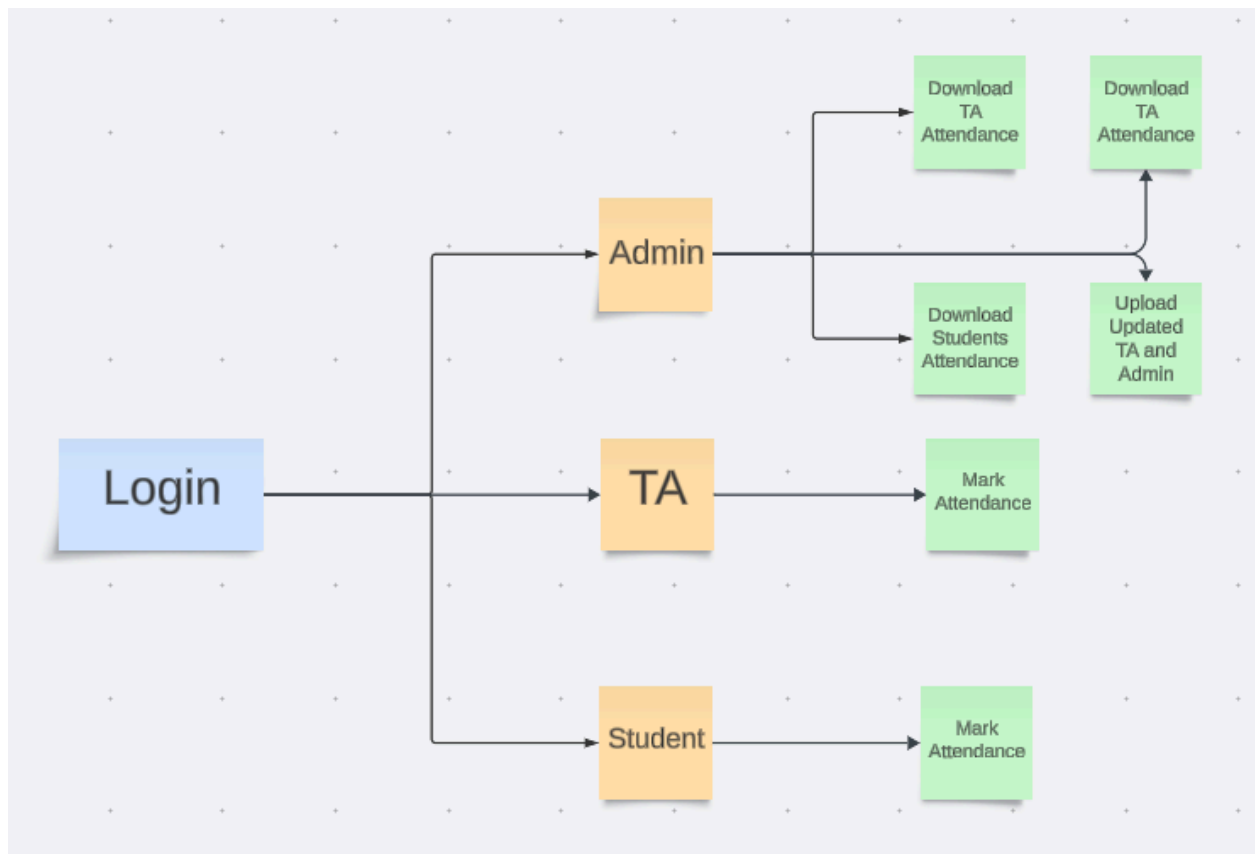 Download
TA
Attendance
Download
TA
Attendance
Admin
Download
Students
Attendance
Upload
Updated
TA and
Admin
Login
TA
Mark
Attendance
Student
Mark
Attendance